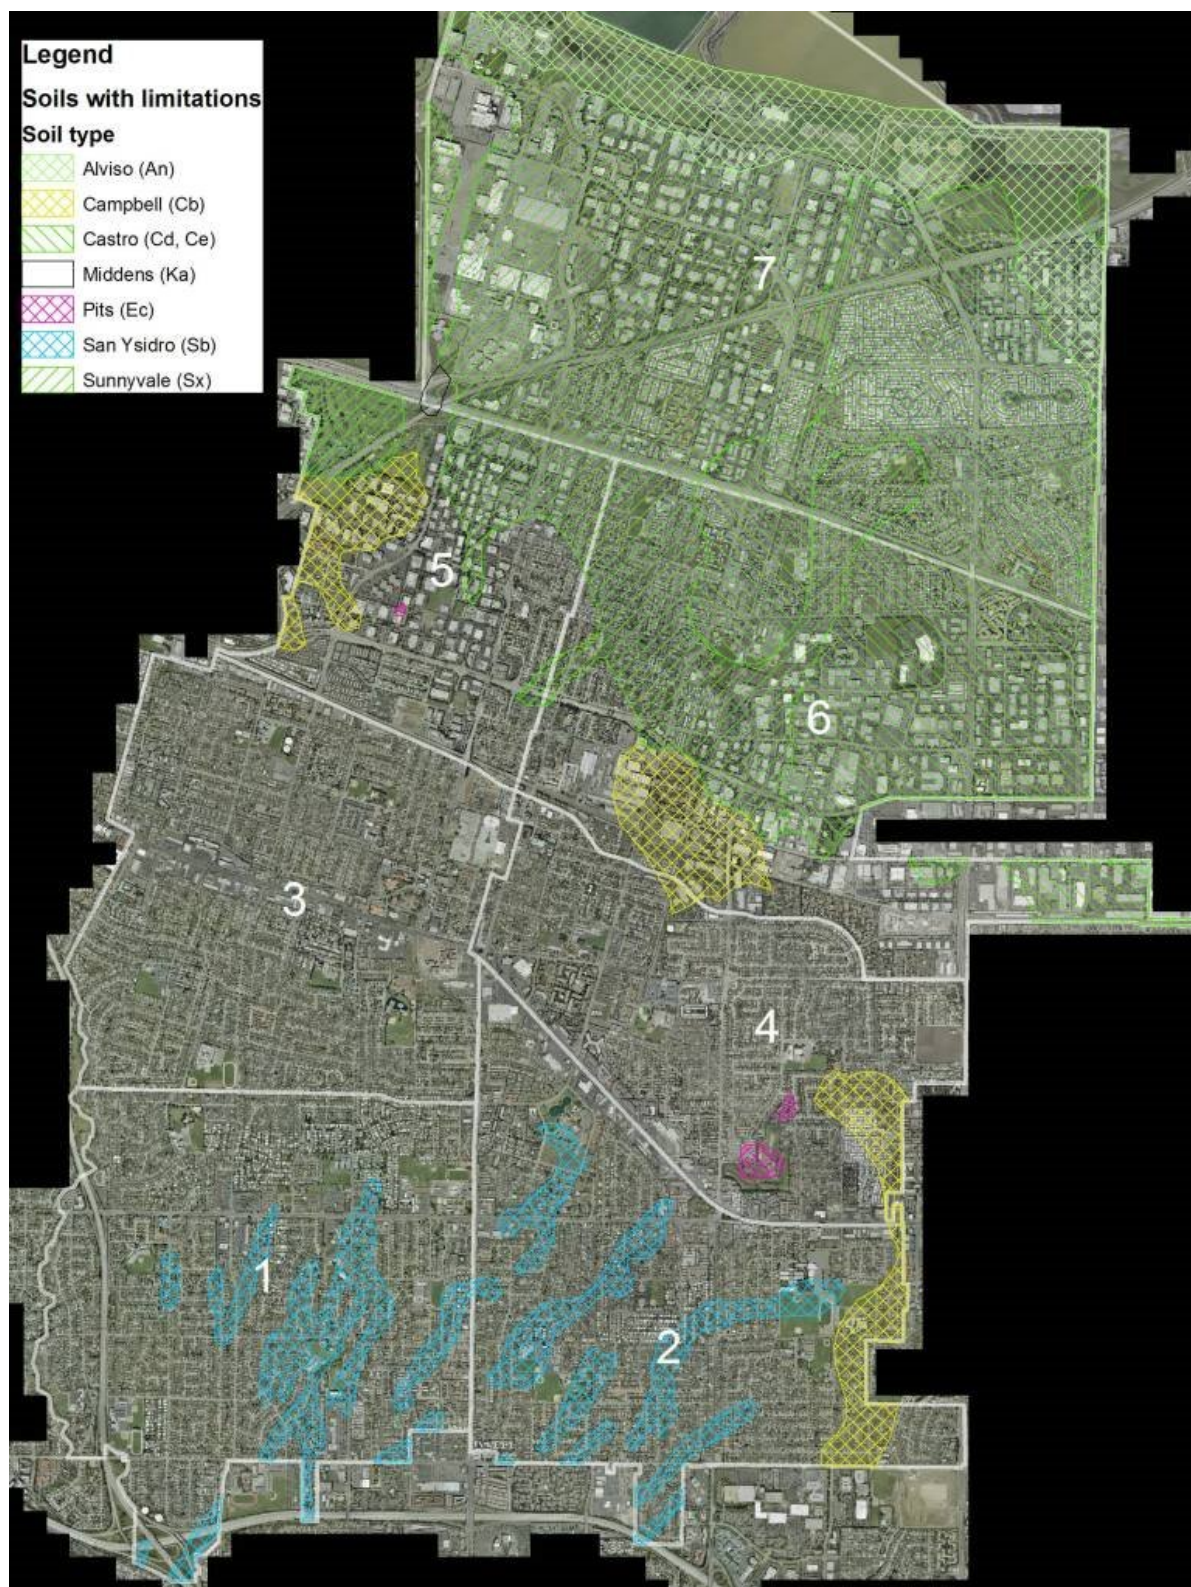 Legend
Soils with limitations
Soil type
Alviso (An)
Campbell (Cb)
Castro (Cd, Ce)
Middens (Ka)
Pits (Ec)
San Ysidro (Sb)
Sunnyvale (Sx)
7
5
6
3
4
1
2